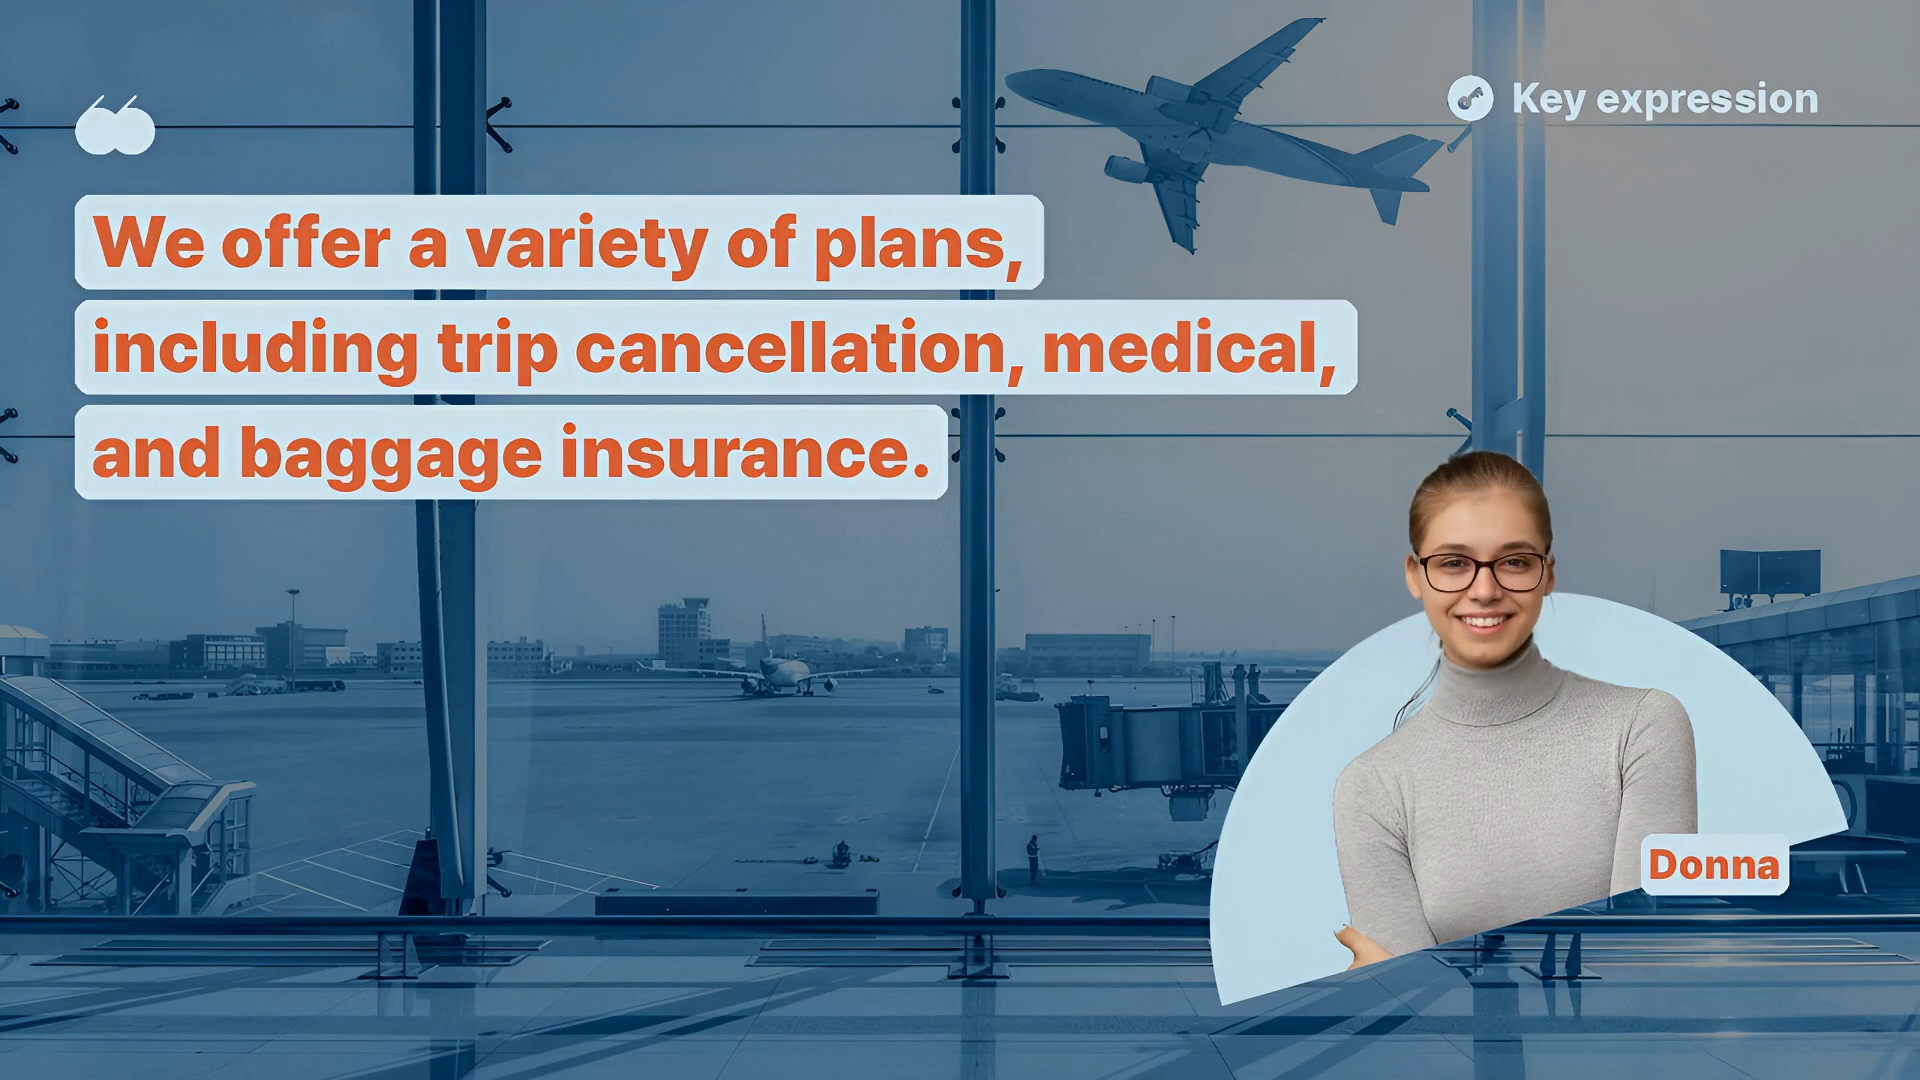 Key expression
We offer a variety of plans,
including trip cancellation, medical,
and baggage insurance.
Donna